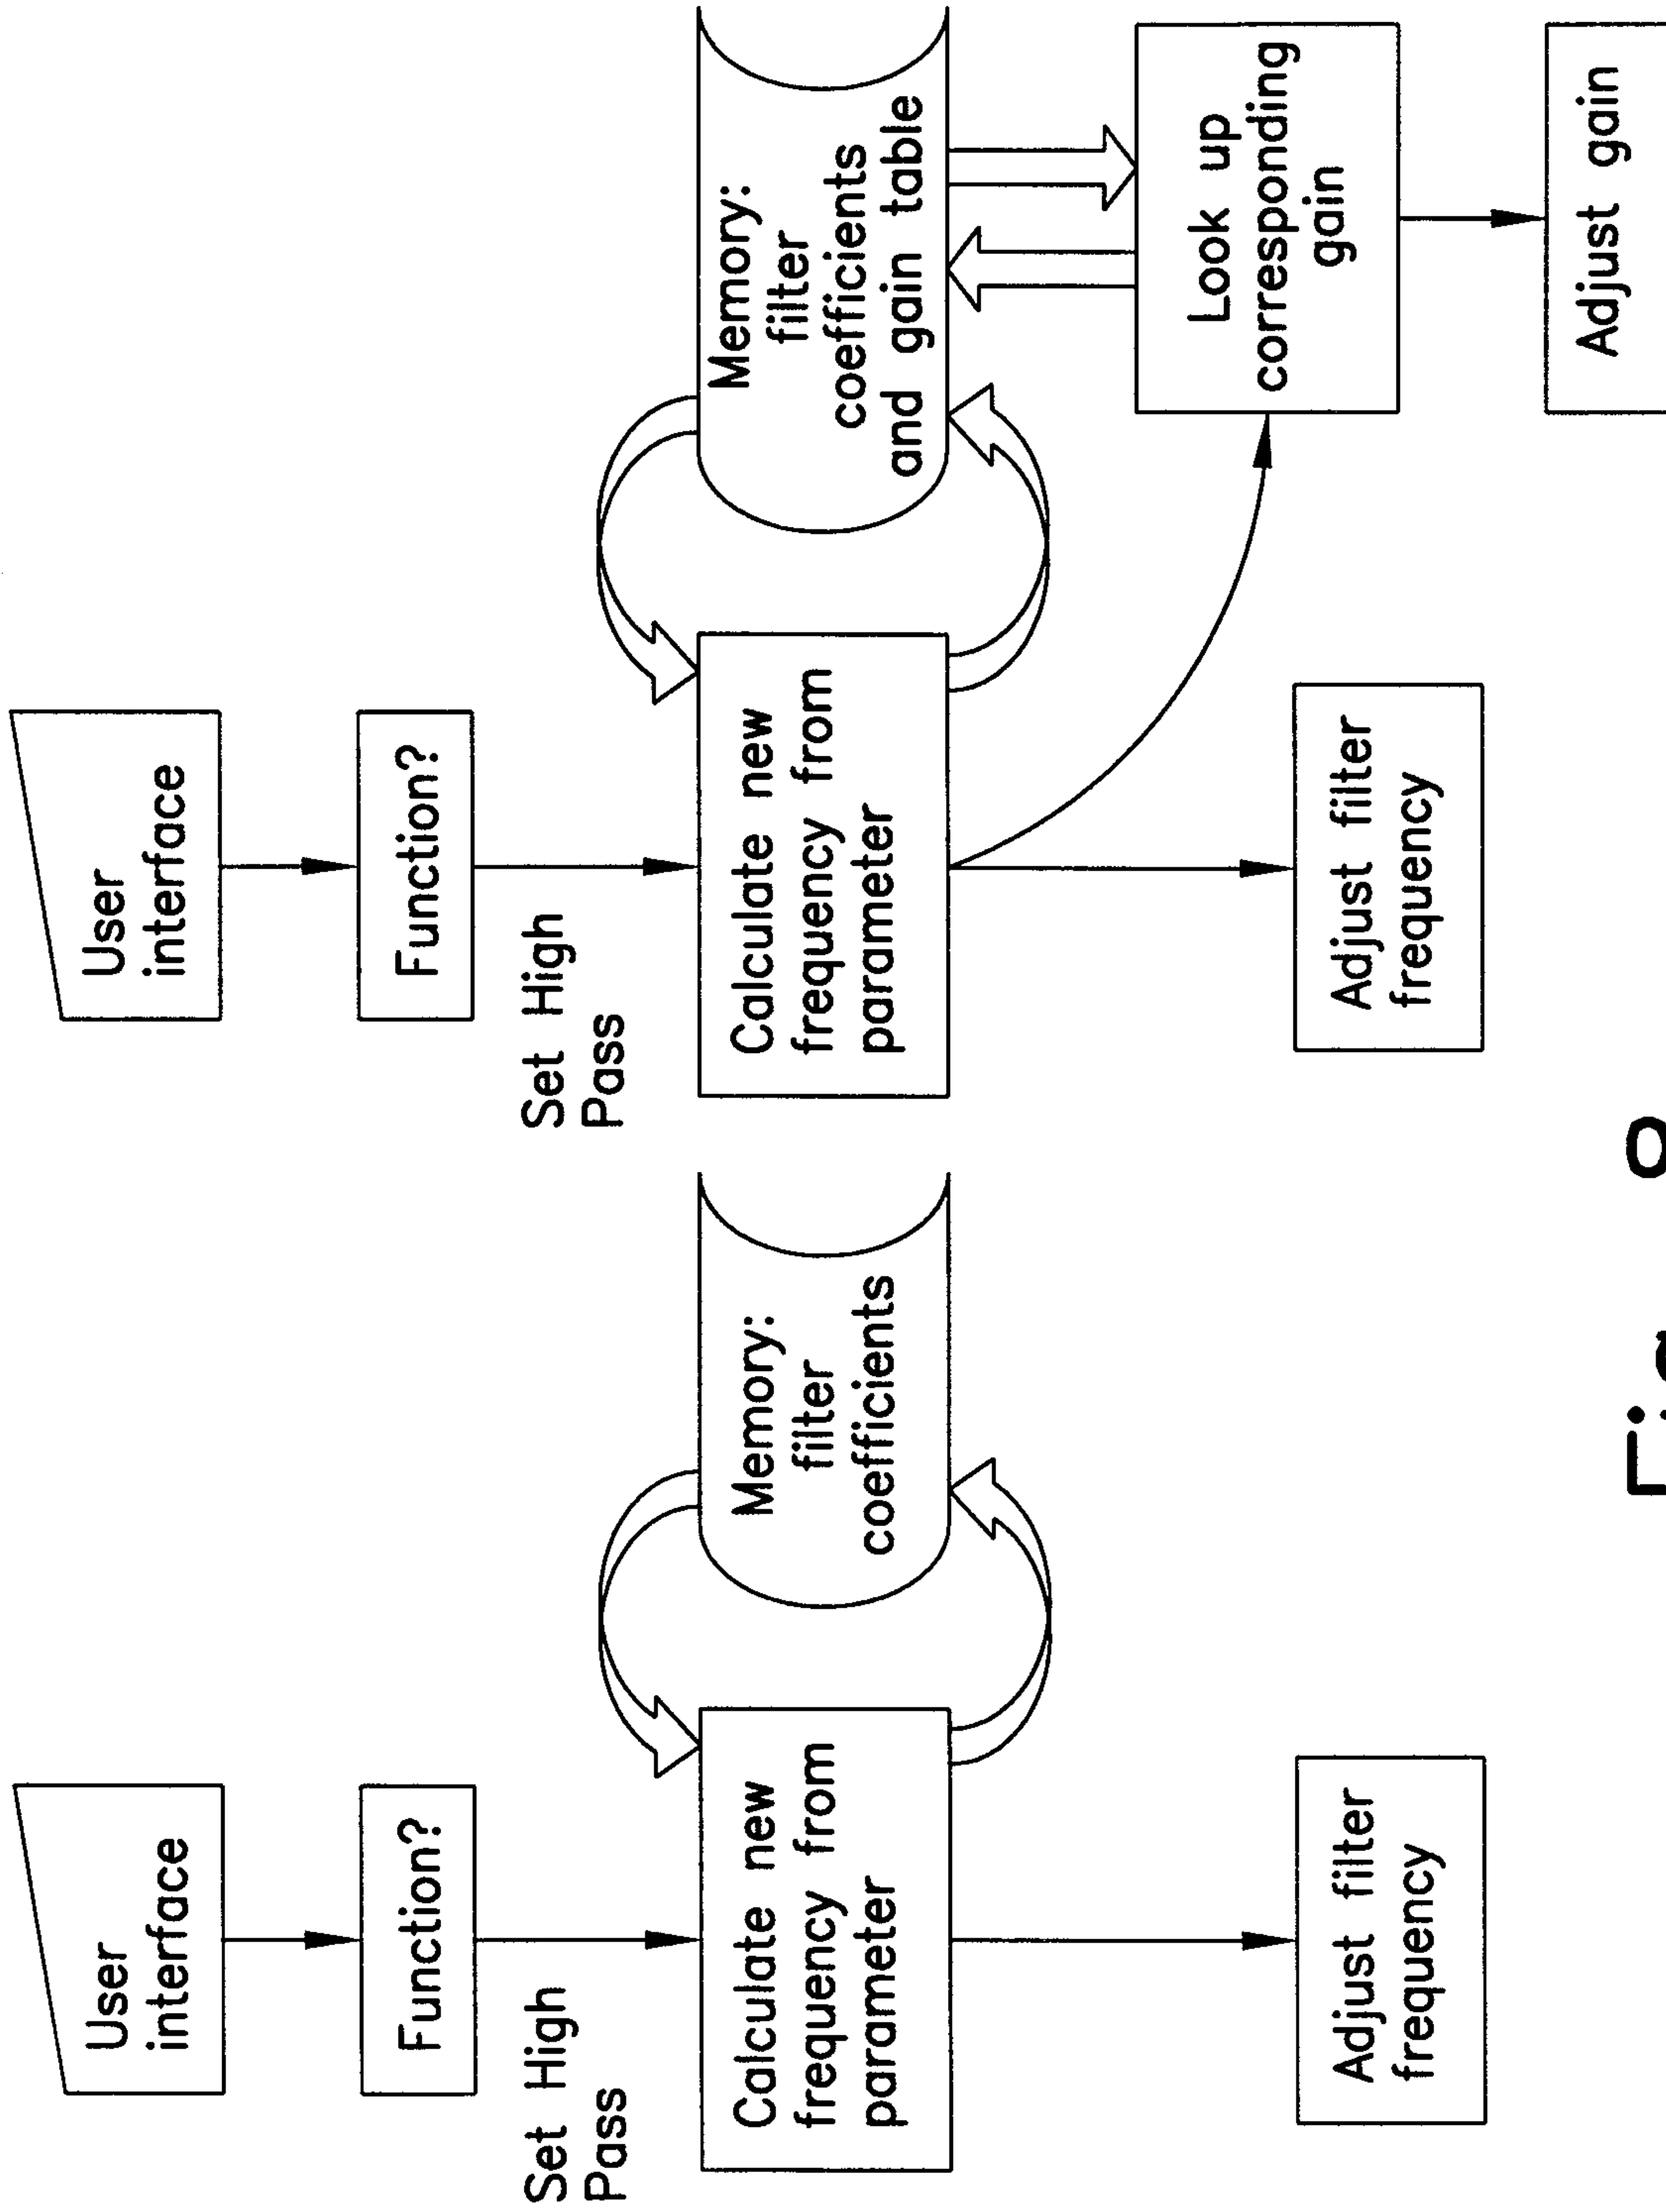 User
interface
Function?
Set High
Pass
Calculate new
frequency from
parameter
Memory:
filter
coefficients
Adjust filter
frequency
User
interface
Function?
Set High
Pass
Calculate new
frequency from
parameter
Memory:
filter
coefficients
and gain table
Look up
corresponding
gain
Adjust filter
frequency
Adjust gain